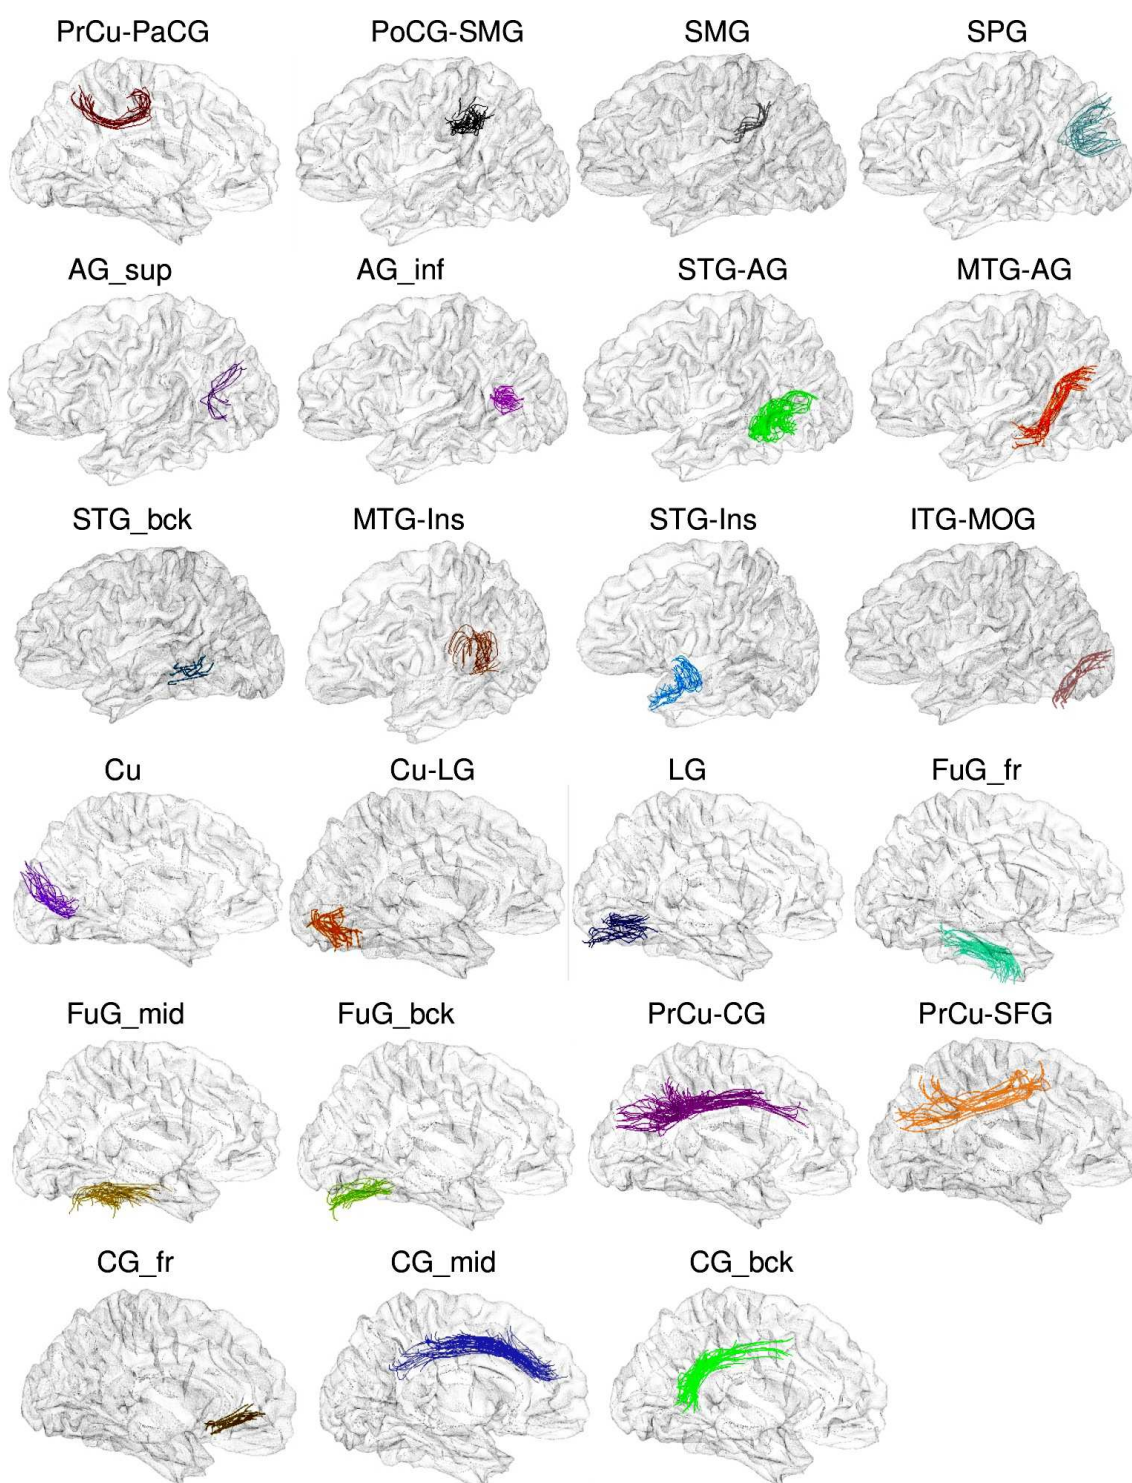 PrCu-PaCG PoCG-SMG SMG SPG
AG_sup AG_inf STG-AG MTG-AG
STG_bck MTG-Ins STG-Ins ITG-MOG
Cu Cu-LG LG FuG_fr
FuG_mid FuG_bck PrCu-CG PrCu-SFG
CG_fr CG_mid CG_bck